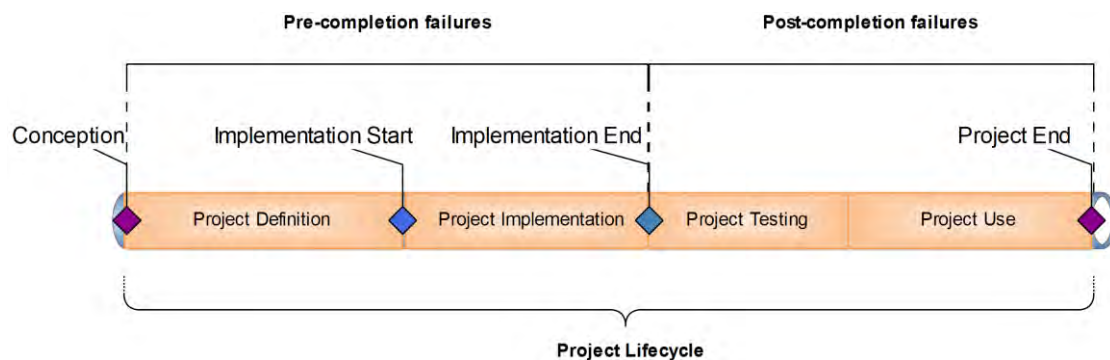 Pre-completion failures
Post-completion failures
Conception
Implementation Start
Implementation End
Project End
Project Definition
Project Implementation
Project Testing
Project Use
Project Lifecycle